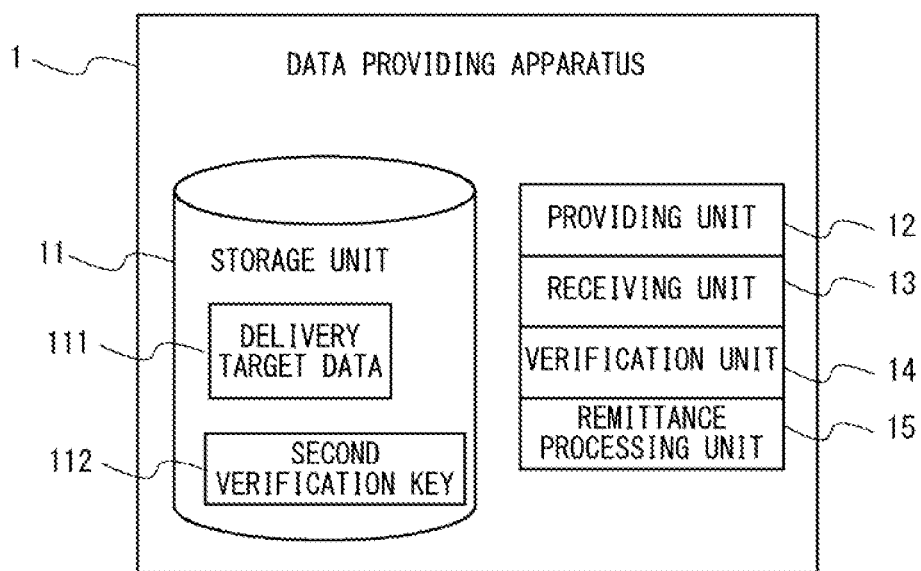 1
DATA PROVIDING APPARATUS
11
STORAGE UNIT
111
DELIVERY
TARGET DATA
112
SECOND
VERIFICATION KEY
PROVIDING UNIT
12
RECEIVING UNIT
13
VERIFICATION UNIT
14
REMITTANCE
PROCESSING UNIT
15